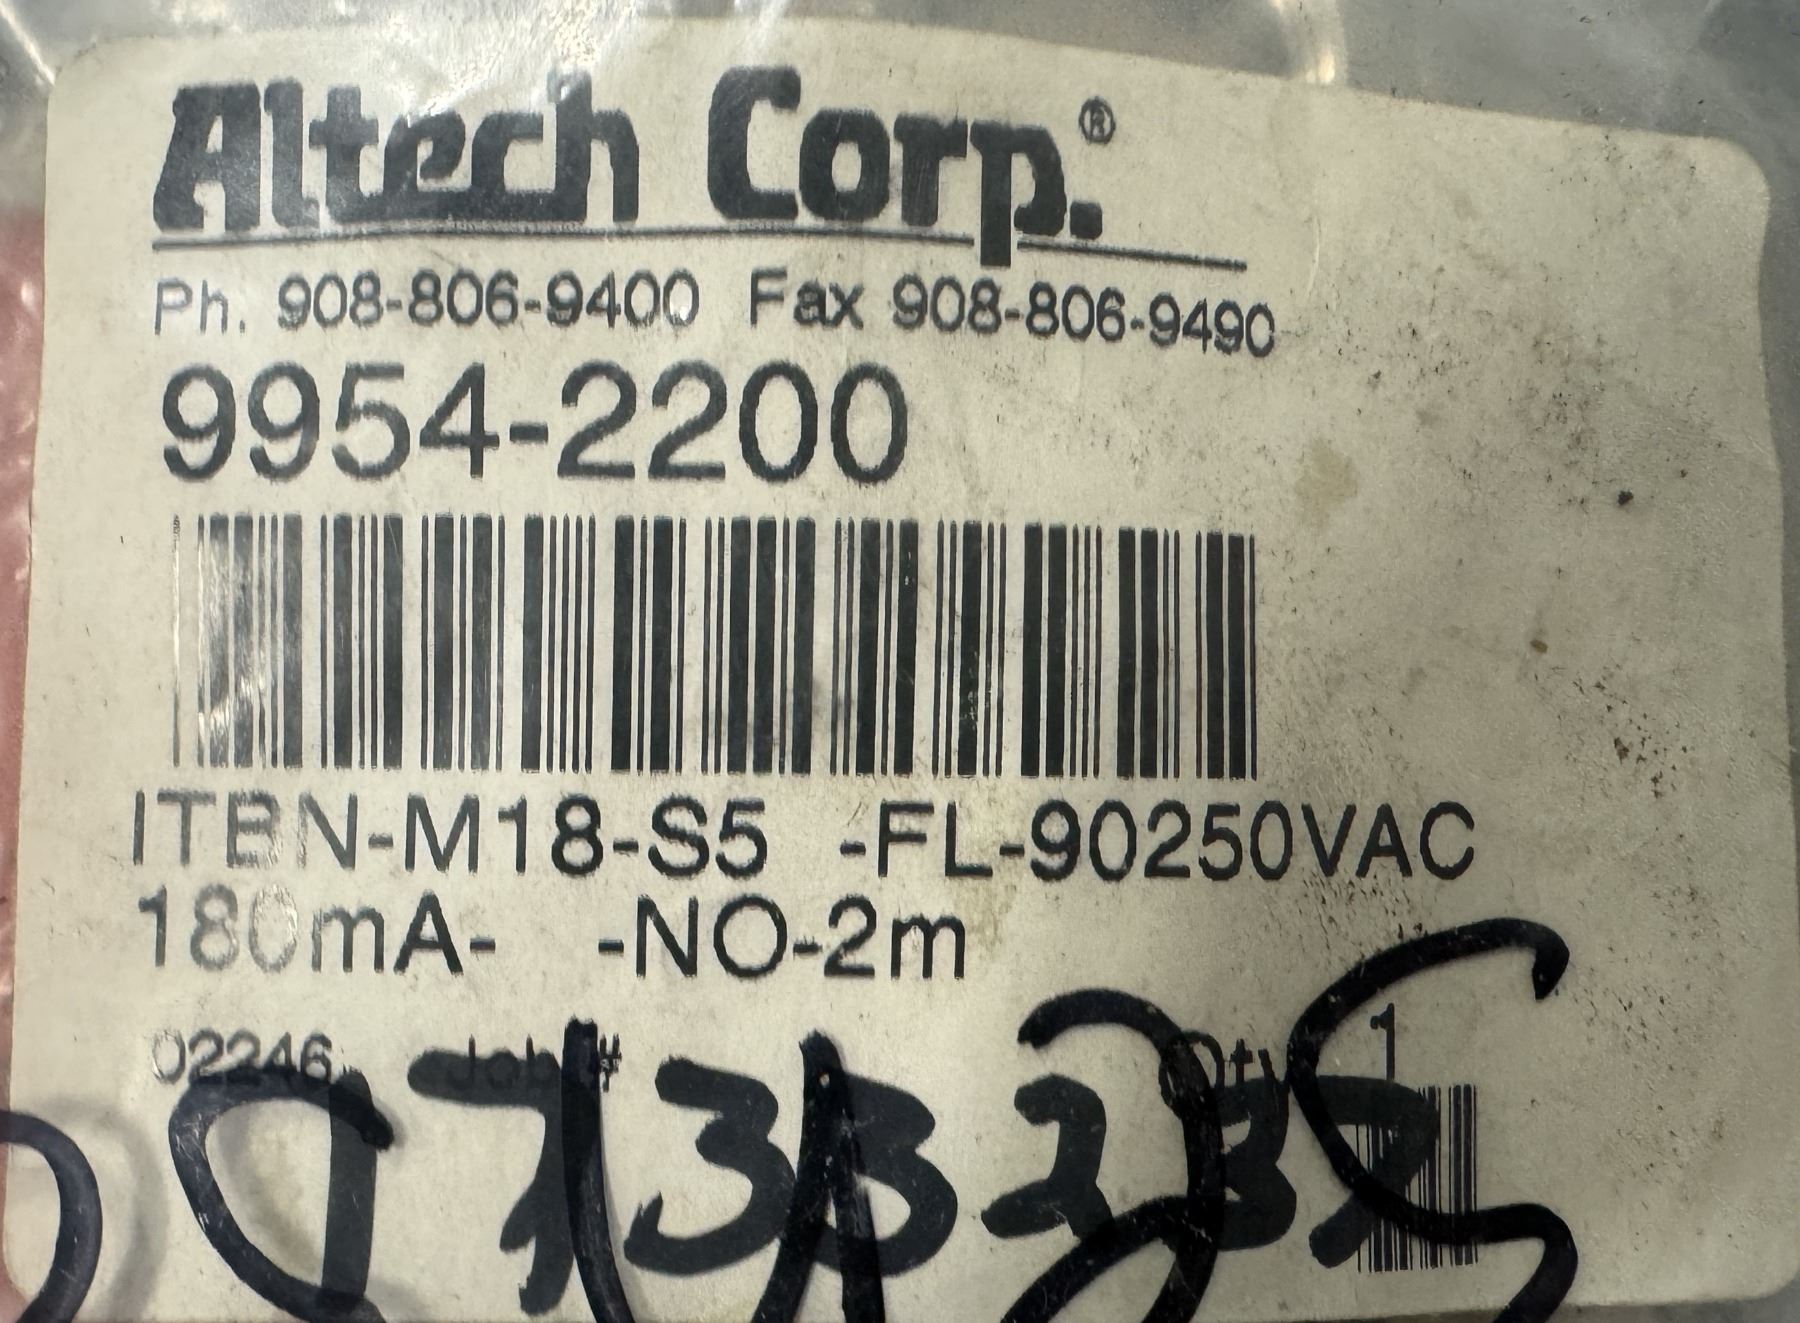 Altech Corp.®
Ph. 908-806-9400 Fax 908-806-9490
9954-2200
ITBN-M18-S5 -FL-90250VAC
180mA- -NO-2m
02246 Job # Qty 1